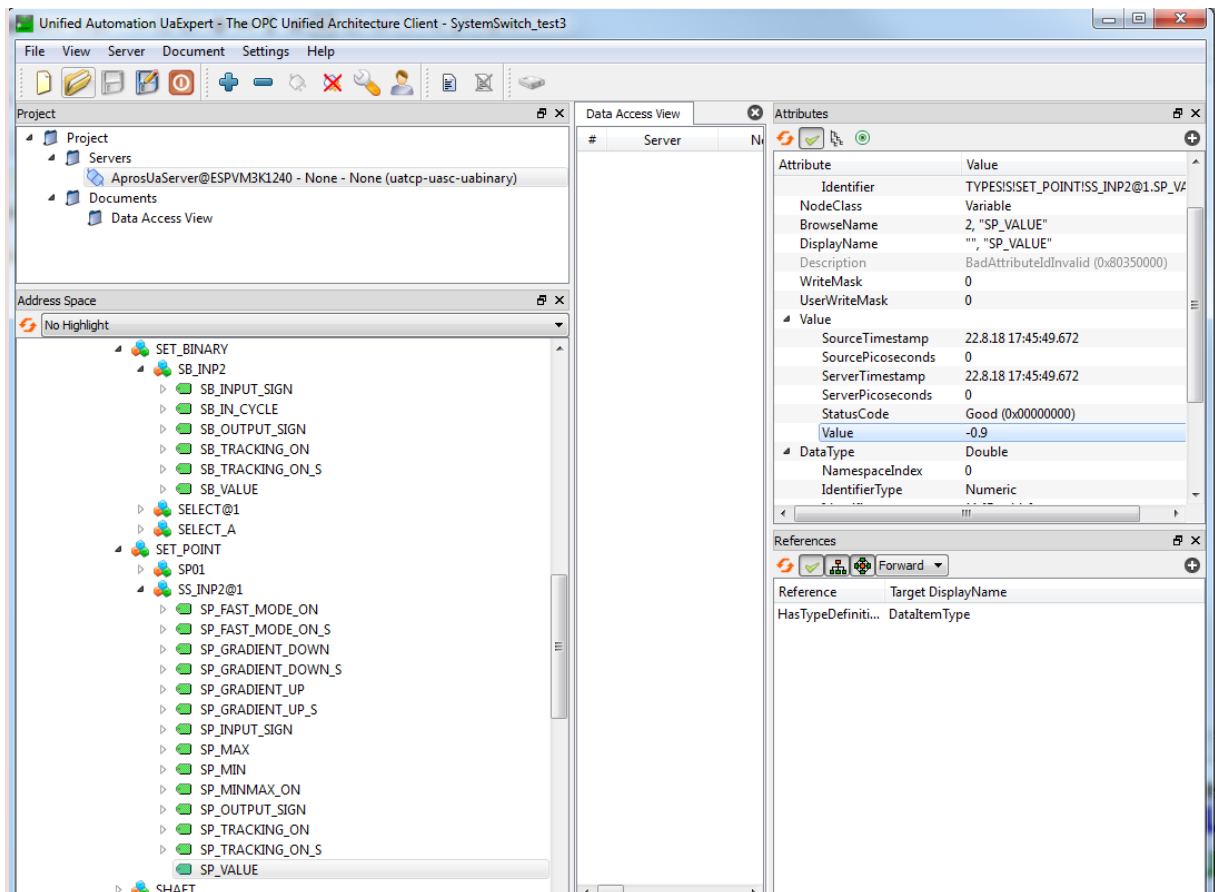 Unified Automation UaExpert - The OPC Unified Architecture Client - SystemSwitch_test3
File View Server Document Settings Help
Project
Project
Servers
AprosUaServer@ESPVM3K1240 - None - None (uatcp-uasc-uabinary)
Documents
Data Access View
Address Space
No Highlight
SET_BINARY
SB_INP2
SB_INPUT_SIGN
SB_IN_CYCLE
SB_OUTPUT_SIGN
SB_TRACKING_ON
SB_TRACKING_ON_S
SB_VALUE
SELECT@1
SELECT_A
SET_POINT
SP01
SS_INP2@1
SP_FAST_MODE_ON
SP_FAST_MODE_ON_S
SP_GRADIENT_DOWN
SP_GRADIENT_DOWN_S
SP_GRADIENT_UP
SP_GRADIENT_UP_S
SP_INPUT_SIGN
SP_MAX
SP_MIN
SP_MINMAX_ON
SP_OUTPUT_SIGN
SP_TRACKING_ON
SP_TRACKING_ON_S
SP_VALUE
SHAFT
Data Access View
# Server
Attributes
Attribute Value
Identifier TYPES!S!SET_POINT!SS_INP2@1.SP_VA
NodeClass Variable
BrowseName 2, "SP_VALUE"
DisplayName "", "SP_VALUE"
Description BadAttributeIdInvalid (0x80350000)
WriteMask 0
UserWriteMask 0
Value
SourceTimestamp 22.8.18 17:45:49.672
SourcePicoseconds 0
ServerTimestamp 22.8.18 17:45:49.672
ServerPicoseconds 0
StatusCode Good (0x00000000)
Value -0.9
DataType Double
NamespaceIndex 0
IdentifierType Numeric
References
Forward
Reference Target DisplayName
HasTypeDefiniti... DataItemType